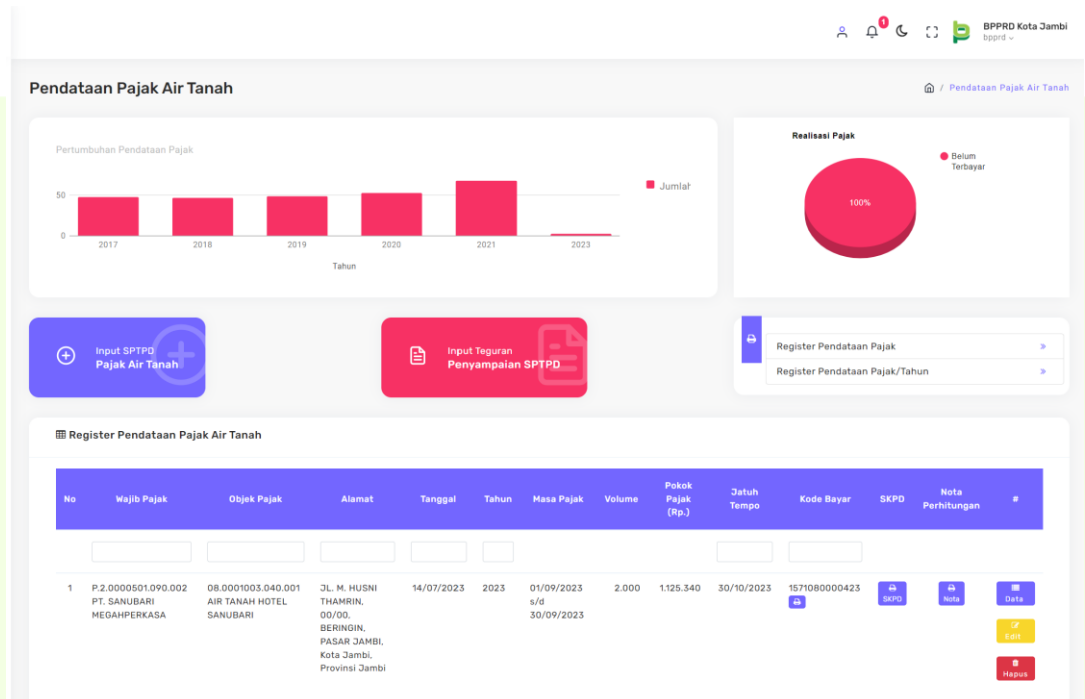 1
BPPRD Kota Jambi
bpprd
Pendataan Pajak Air Tanah
/ Pendataan Pajak Air Tanah
Pertumbuhan Pendataan Pajak
50
0
2017 2018 2019 2020 2021 2023
Tahun
Jumlah
Realisasi Pajak
100%
Belum
Terbayar
Input SPTPD
Pajak Air Tanah
Input Teguran
Penyampaian SPTPD
Register Pendataan Pajak »
Register Pendataan Pajak/Tahun »
Register Pendataan Pajak Air Tanah
No Wajib Pajak Objek Pajak Alamat Tanggal Tahun Masa Pajak Volume Pokok Pajak (Rp.) Jatuh Tempo Kode Bayar SKPD Nota Perhitungan #
1 P.2.0000501.090.002 08.0001003.040.001 JL. M. HUSNI 14/07/2023 2023 01/09/2023 2.000 1.125.340 30/10/2023 1571080000423 SKPD Nota Data
PT. SANUBARI AIR TANAH HOTEL THAMRIN, s/d
MEGAHPERKASA SANUBARI 00/00, 30/09/2023
BERINGIN, Edit
PASAR JAMBI,
Kota Jambi,
Provinsi Jambi Hapus